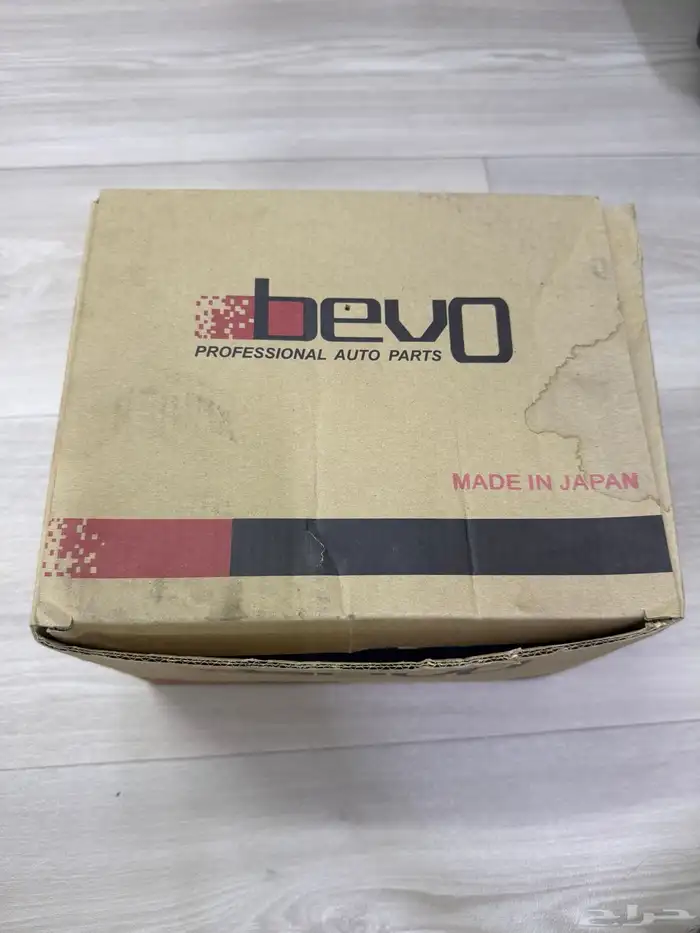 bevo
PROFESSIONAL AUTO PARTS
MADE IN JAPAN
حراج